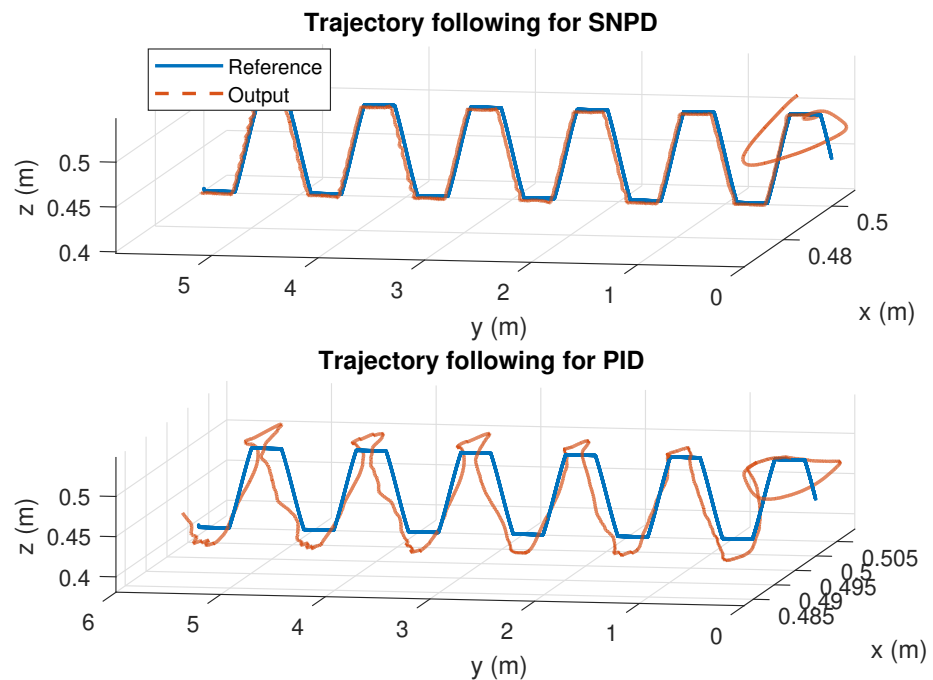 Trajectory following for SNPD
Reference
Output
0.5
0.45
0.4
z (m)
5
4
3
2
1
0
y (m)
0.5
0.48
x (m)
Trajectory following for PID
0.5
0.45
0.4
z (m)
6
5
4
3
2
1
0
y (m)
0.505
0.5
0.495
0.49
0.485
x (m)